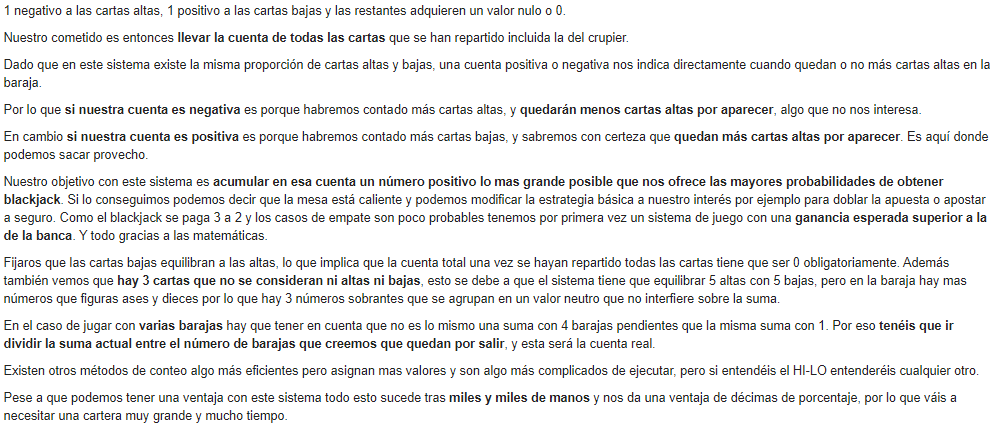 1 negativo a las cartas altas, 1 positivo a las cartas bajas y las restantes adquieren un valor nulo o 0.
Nuestro cometido es entonces llevar la cuenta de todas las cartas que se han repartido incluida la del crupier.
Dado que en este sistema existe la misma proporción de cartas altas y bajas, una cuenta positiva o negativa nos indica directamente cuando quedan o no más cartas altas en la
baraja.
Por lo que si nuestra cuenta es negativa es porque habremos contado más cartas altas, y quedarán menos cartas altas por aparecer, algo que no nos interesa.
En cambio si nuestra cuenta es positiva es porque habremos contado más cartas bajas, y sabremos con certeza que quedan más cartas altas por aparecer. Es aquí donde
podemos sacar provecho.
Nuestro objetivo con este sistema es acumular en esa cuenta un número positivo lo mas grande posible que nos ofrece las mayores probabilidades de obtener
blackjack. Si lo conseguimos podemos decir que la mesa está caliente y podemos modificar la estrategia básica a nuestro interés por ejemplo para doblar la apuesta o apostar
a seguro. Como el blackjack se paga 3 a 2 y los casos de empate son poco probables tenemos por primera vez un sistema de juego con una ganancia esperada superior a la
de la banca. Y todo gracias a las matemáticas.
Fijaros que las cartas bajas equilibran a las altas, lo que implica que la cuenta total una vez se hayan repartido todas las cartas tiene que ser 0 obligatoriamente. Además
también vemos que hay 3 cartas que no se consideran ni altas ni bajas, esto se debe a que el sistema tiene que equilibrar 5 altas con 5 bajas, pero en la baraja hay mas
números que figuras ases y dieces por lo que hay 3 números sobrantes que se agrupan en un valor neutro que no interfiere sobre la suma.
En el caso de jugar con varias barajas hay que tener en cuenta que no es lo mismo una suma con 4 barajas pendientes que la misma suma con 1. Por eso tenéis que ir
dividir la suma actual entre el número de barajas que creemos que quedan por salir, y esta será la cuenta real.
Existen otros métodos de conteo algo más eficientes pero asignan mas valores y son algo más complicados de ejecutar, pero si entendéis el HI-LO entenderéis cualquier otro.
Pese a que podemos tener una ventaja con este sistema todo esto sucede tras miles y miles de manos y nos da una ventaja de décimas de porcentaje, por lo que váis a
necesitar una cartera muy grande y mucho tiempo.